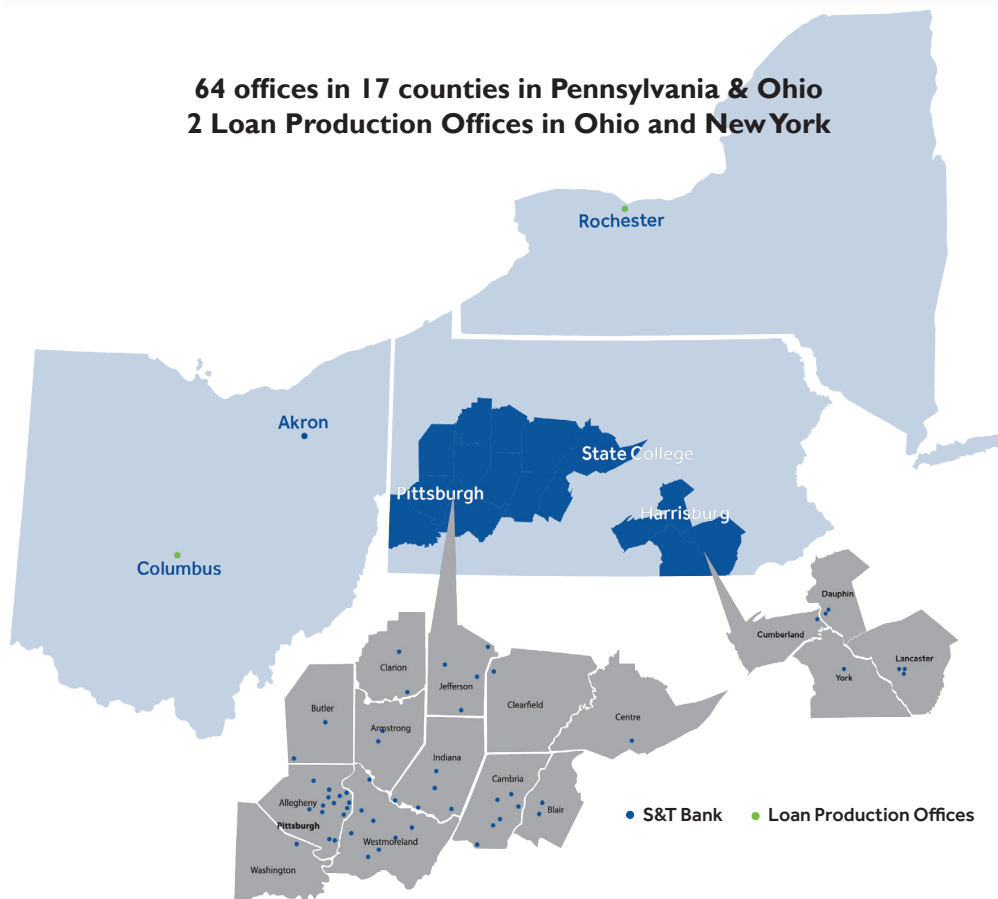 64 offices in 17 counties in Pennsylvania & Ohio
2 Loan Production Offices in Ohio and New York
Rochester
Akron
State College
Pittsburgh
Harrisburg
Columbus
Dauphin
Cumberland
Lancaster
York
Clarion
Jefferson
Butler
Armstrong
Clearfield
Centre
Indiana
Cambria
Allegheny
Blair
Pittsburgh
Westmoreland
Washington
S&T Bank
Loan Production Offices